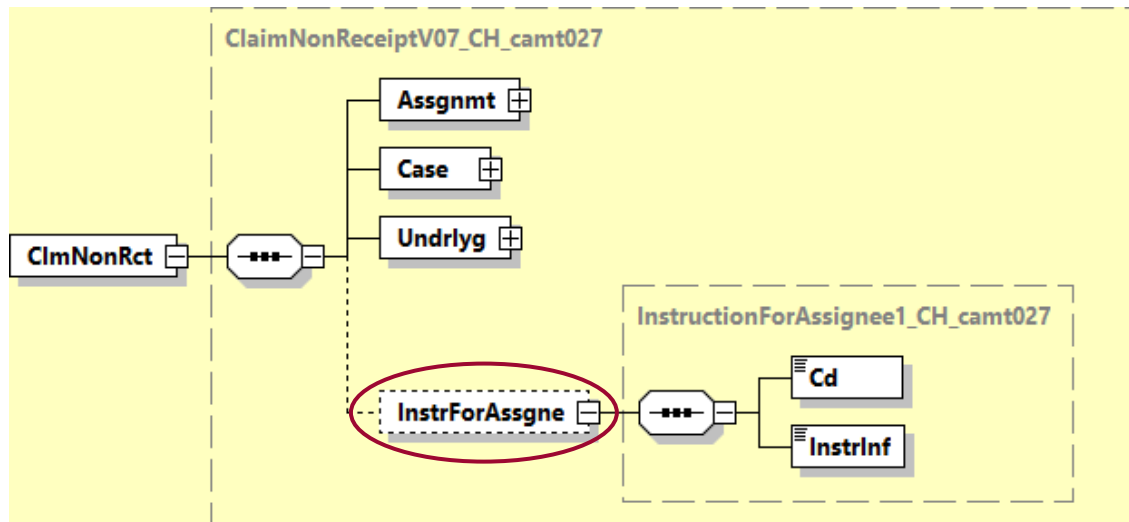 ClaimNonReceiptV07_CH_camt027
Assgnmt
Case
Undrlyg
ClmNonRct
InstructionForAssignee1_CH_camt027
Cd
InstrForAssgne
InstrInf